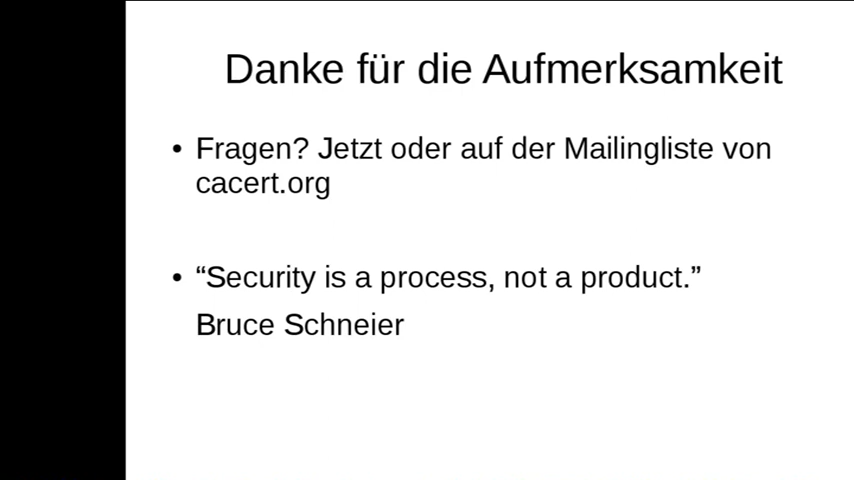 Danke für die Aufmerksamkeit
• Fragen? Jetzt oder auf der Mailingliste von
cacert.org
• “Security is a process, not a product.”
Bruce Schneier